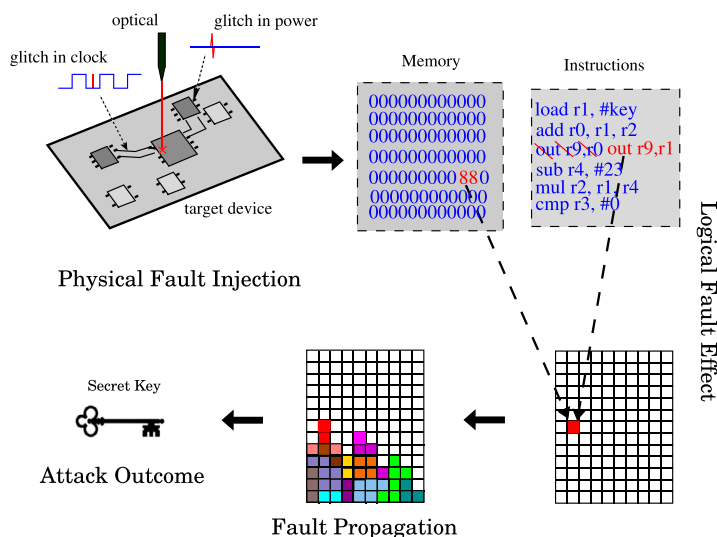 optical
glitch in power
glitch in clock
target device
Physical Fault Injection
Memory
000000000000
000000000000
000000000000
000000000000
000000000880
000000000000
000000000000
Instructions
load r1, #key
add r0, r1, r2
out r9,r0 out r9,r1
sub r4, #23
mul r2, r1, r4
cmp r3, #0
Logical Fault Effect
Secret Key
Attack Outcome
Fault Propagation